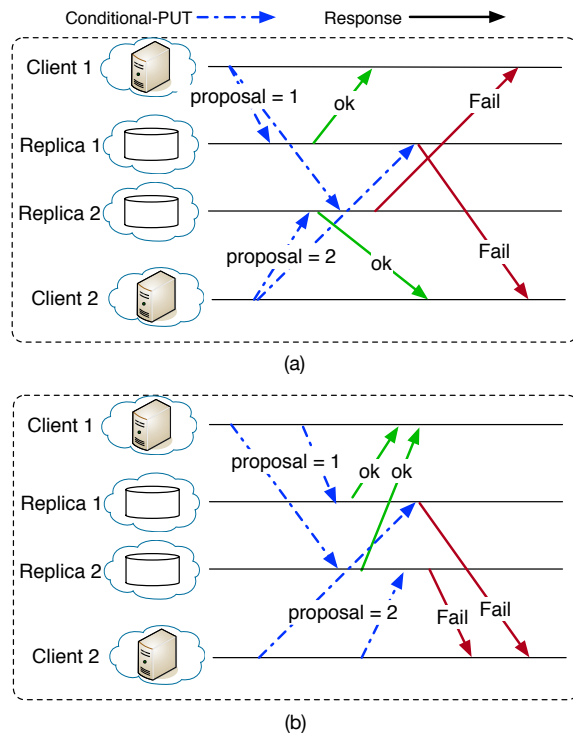 Conditional-PUT Response
Client 1
proposal = 1
ok
Fail
Replica 1
Replica 2
proposal = 2
ok
Fail
Client 2
(a)
Client 1
proposal = 1
ok
ok
Replica 1
Replica 2
proposal = 2
Fail
Fail
Client 2
(b)